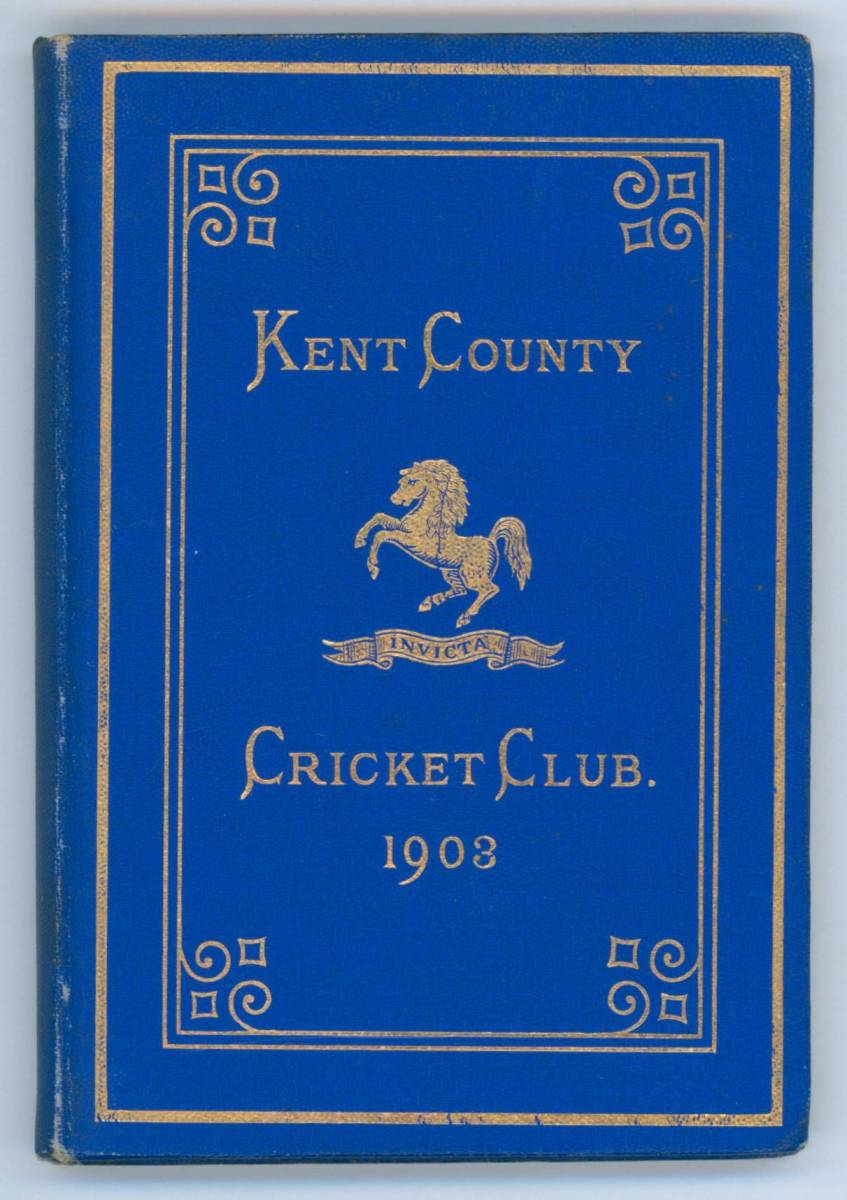 KENT COUNTY
INVICTA
CRICKET CLUB.
1903